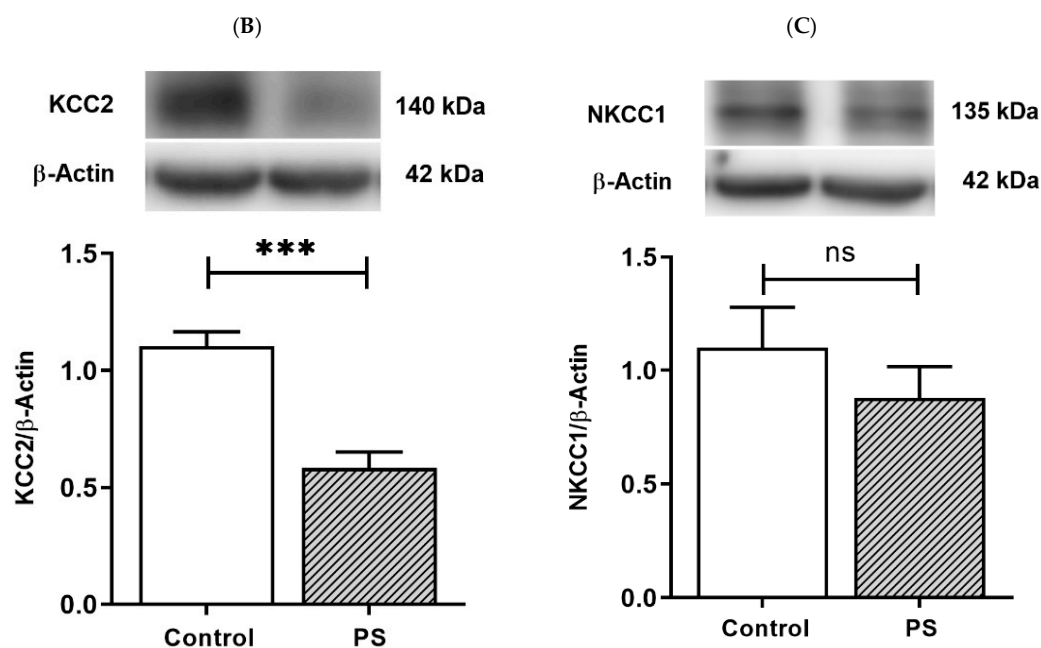 (B)
KCC2
140 kDa
β-Actin
42 kDa
***
1.5
1.0
0.5
0.0
KCC2/β-Actin
Control
PS
(C)
NKCC1
135 kDa
β-Actin
42 kDa
ns
1.5
1.0
0.5
0.0
NKCC1/β-Actin
Control
PS